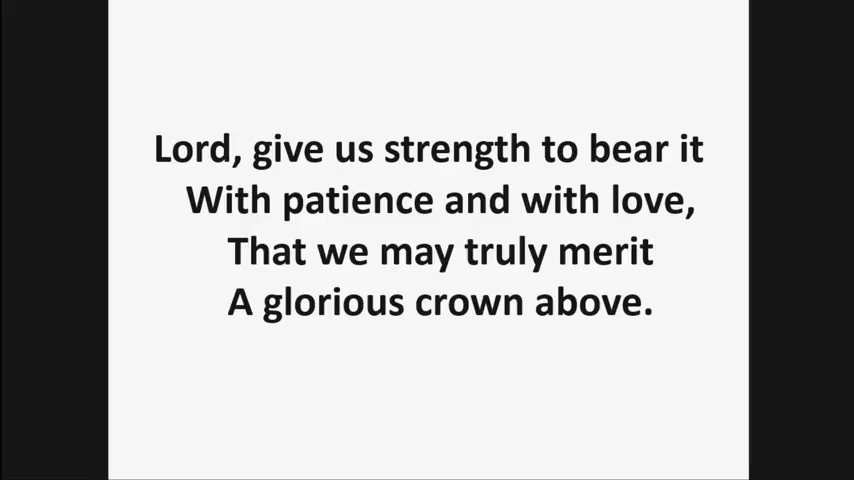 Lord, give us strength to bear it
With patience and with love,
That we may truly merit
A glorious crown above.